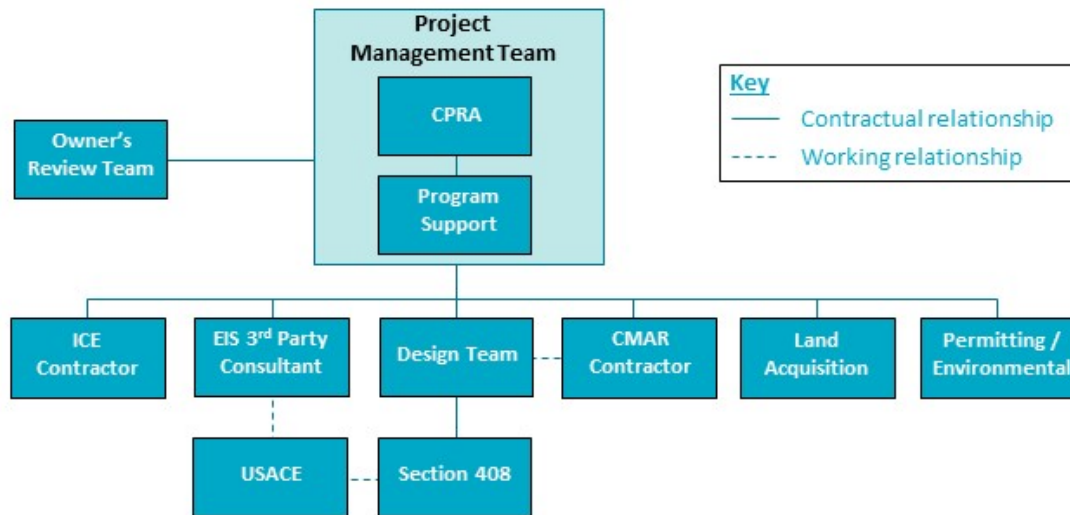 Project
Management Team
CPRA
Program
Support
Owner's
Review Team
Key
Contractual relationship
Working relationship
ICE
Contractor
EIS 3rd Party
Consultant
Design Team
CMAR
Contractor
Land
Acquisition
Permitting /
Environmental
USACE
Section 408